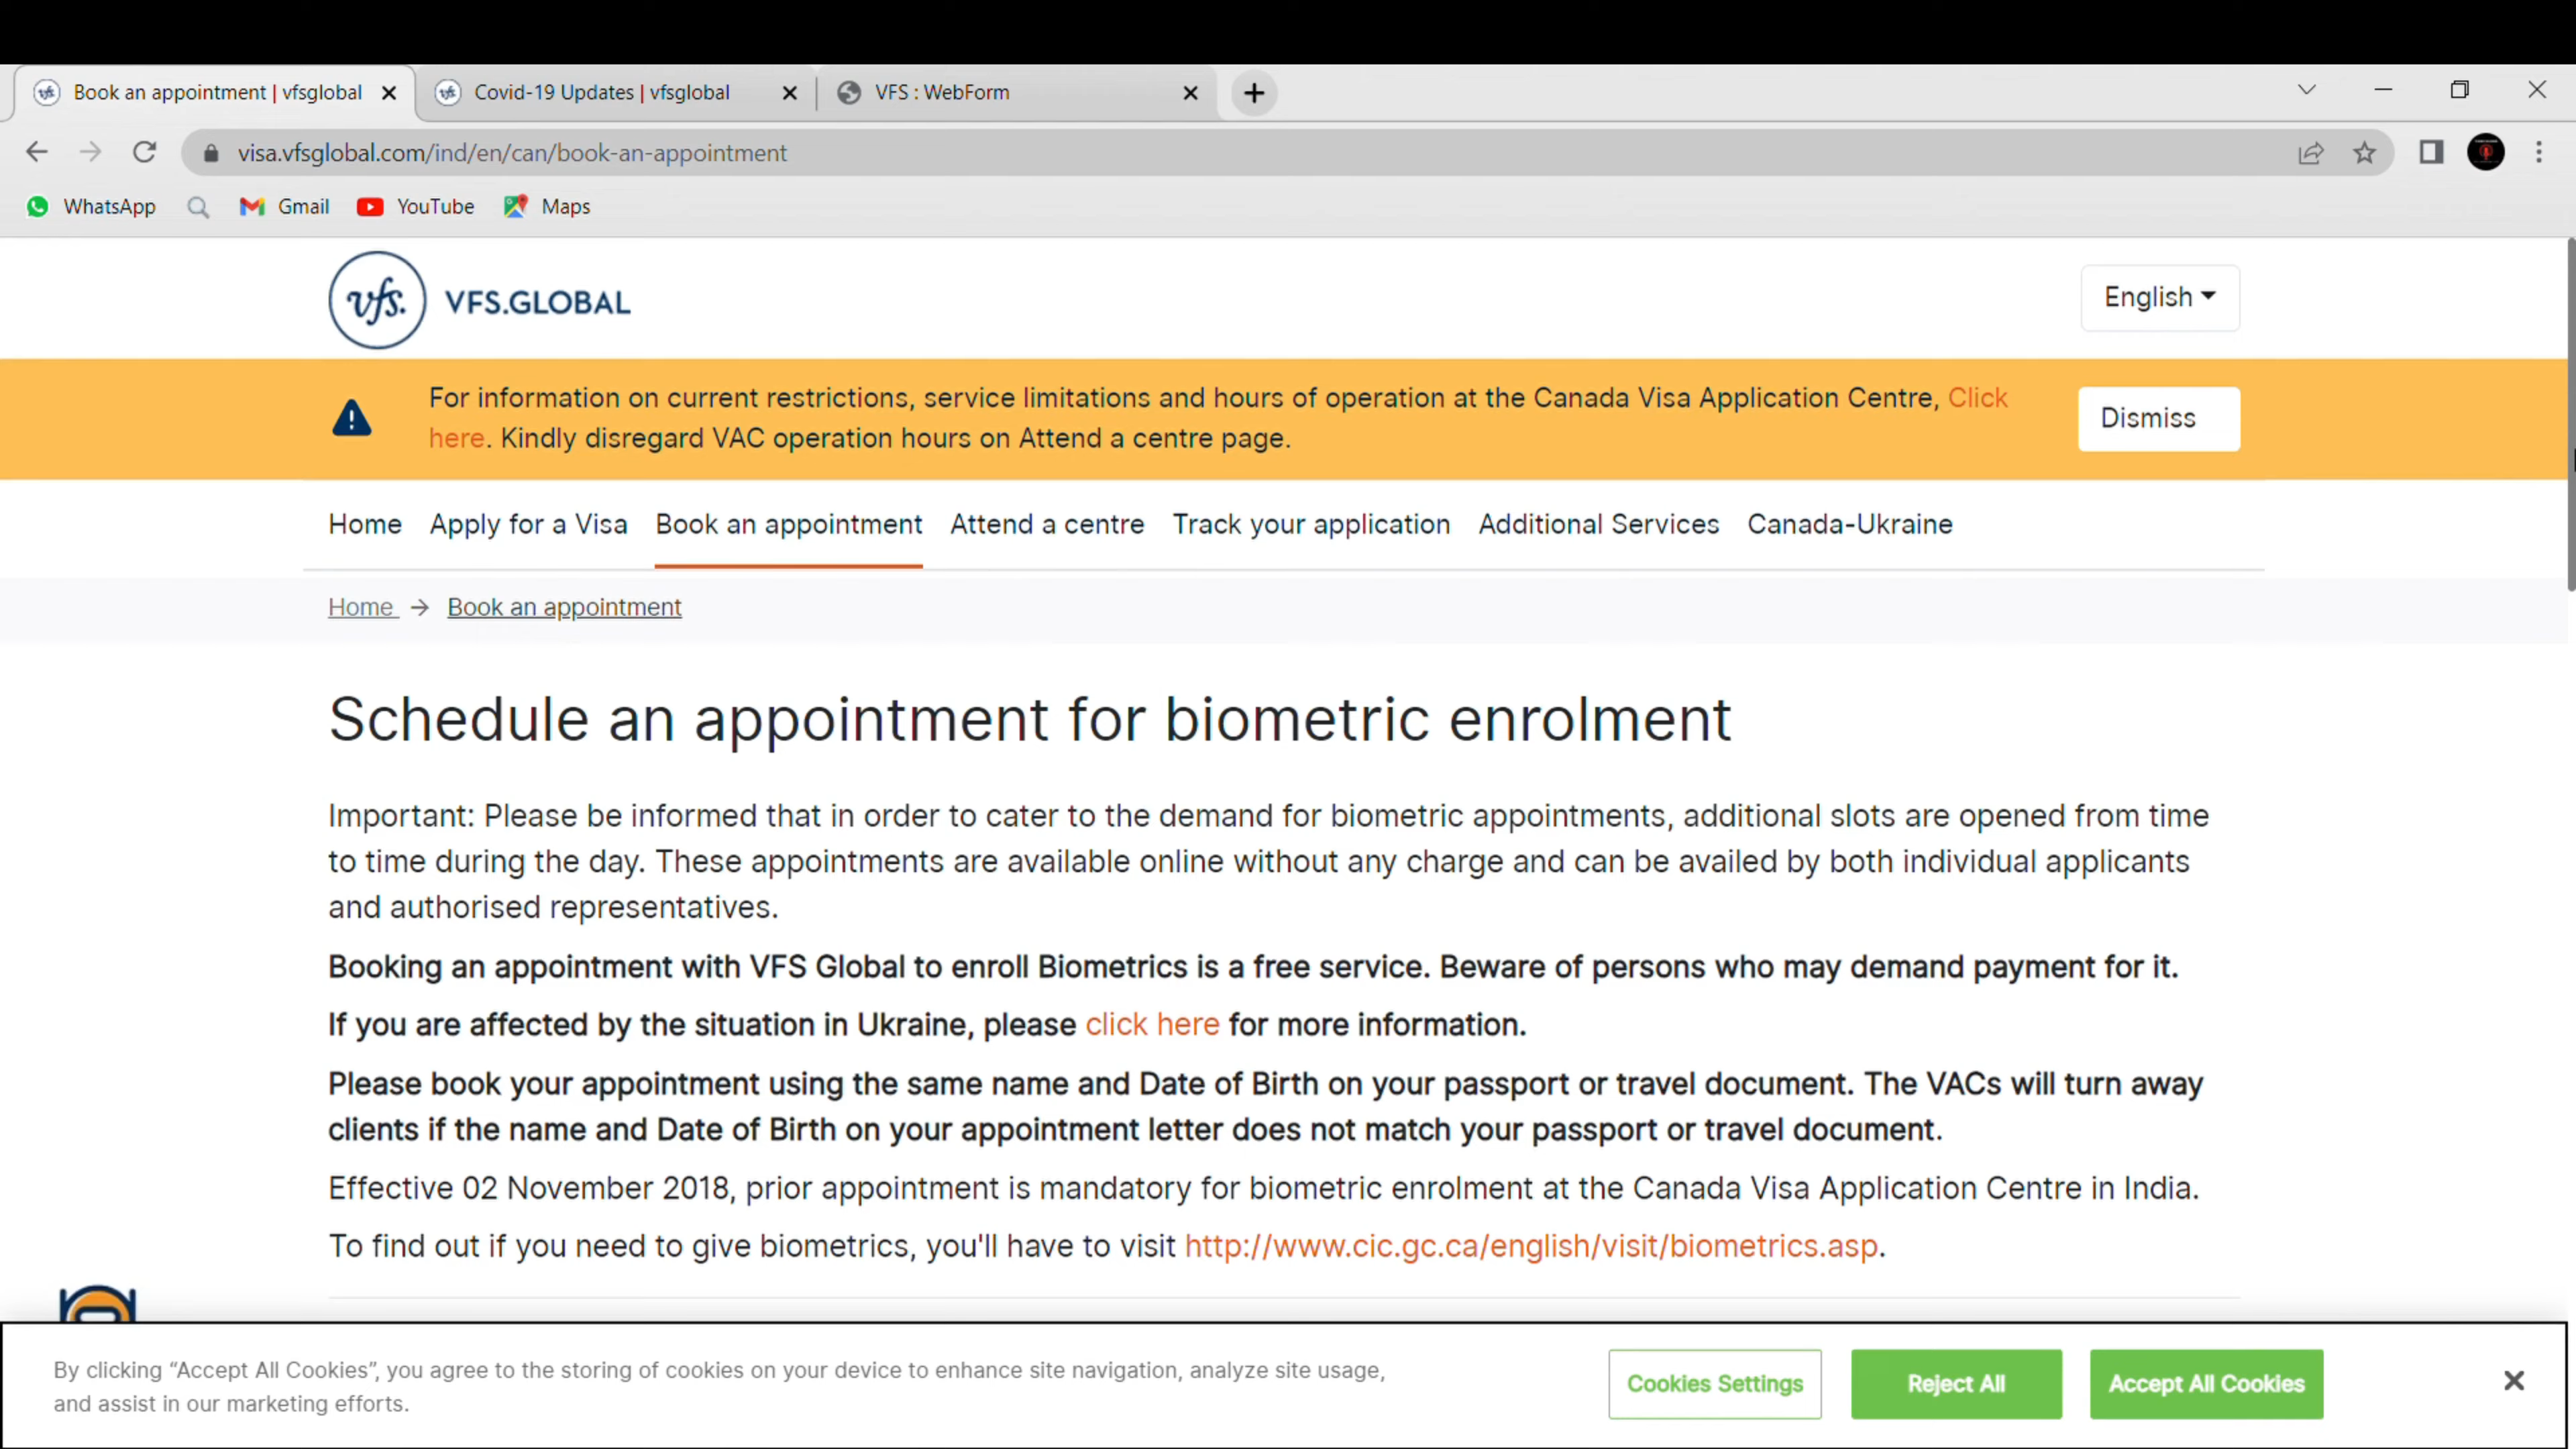 Book an appointment | vfsglobal
Covid-19 Updates | vfsglobal
VFS : WebForm
visa.vfsglobal.com/ind/en/can/book-an-appointment
WhatsApp
Gmail
YouTube
Maps
vfs. VFS.GLOBAL
English
For information on current restrictions, service limitations and hours of operation at the Canada Visa Application Centre, Click
here. Kindly disregard VAC operation hours on Attend a centre page.
Dismiss
Home Apply for a Visa Book an appointment Attend a centre Track your application Additional Services Canada-Ukraine
Home → Book an appointment
Schedule an appointment for biometric enrolment
Important: Please be informed that in order to cater to the demand for biometric appointments, additional slots are opened from time
to time during the day. These appointments are available online without any charge and can be availed by both individual applicants
and authorised representatives.
Booking an appointment with VFS Global to enroll Biometrics is a free service. Beware of persons who may demand payment for it.
If you are affected by the situation in Ukraine, please click here for more information.
Please book your appointment using the same name and Date of Birth on your passport or travel document. The VACs will turn away
clients if the name and Date of Birth on your appointment letter does not match your passport or travel document.
Effective 02 November 2018, prior appointment is mandatory for biometric enrolment at the Canada Visa Application Centre in India.
To find out if you need to give biometrics, you'll have to visit http://www.cic.gc.ca/english/visit/biometrics.asp.
By clicking “Accept All Cookies”, you agree to the storing of cookies on your device to enhance site navigation, analyze site usage,
and assist in our marketing efforts.
Cookies Settings
Reject All
Accept All Cookies